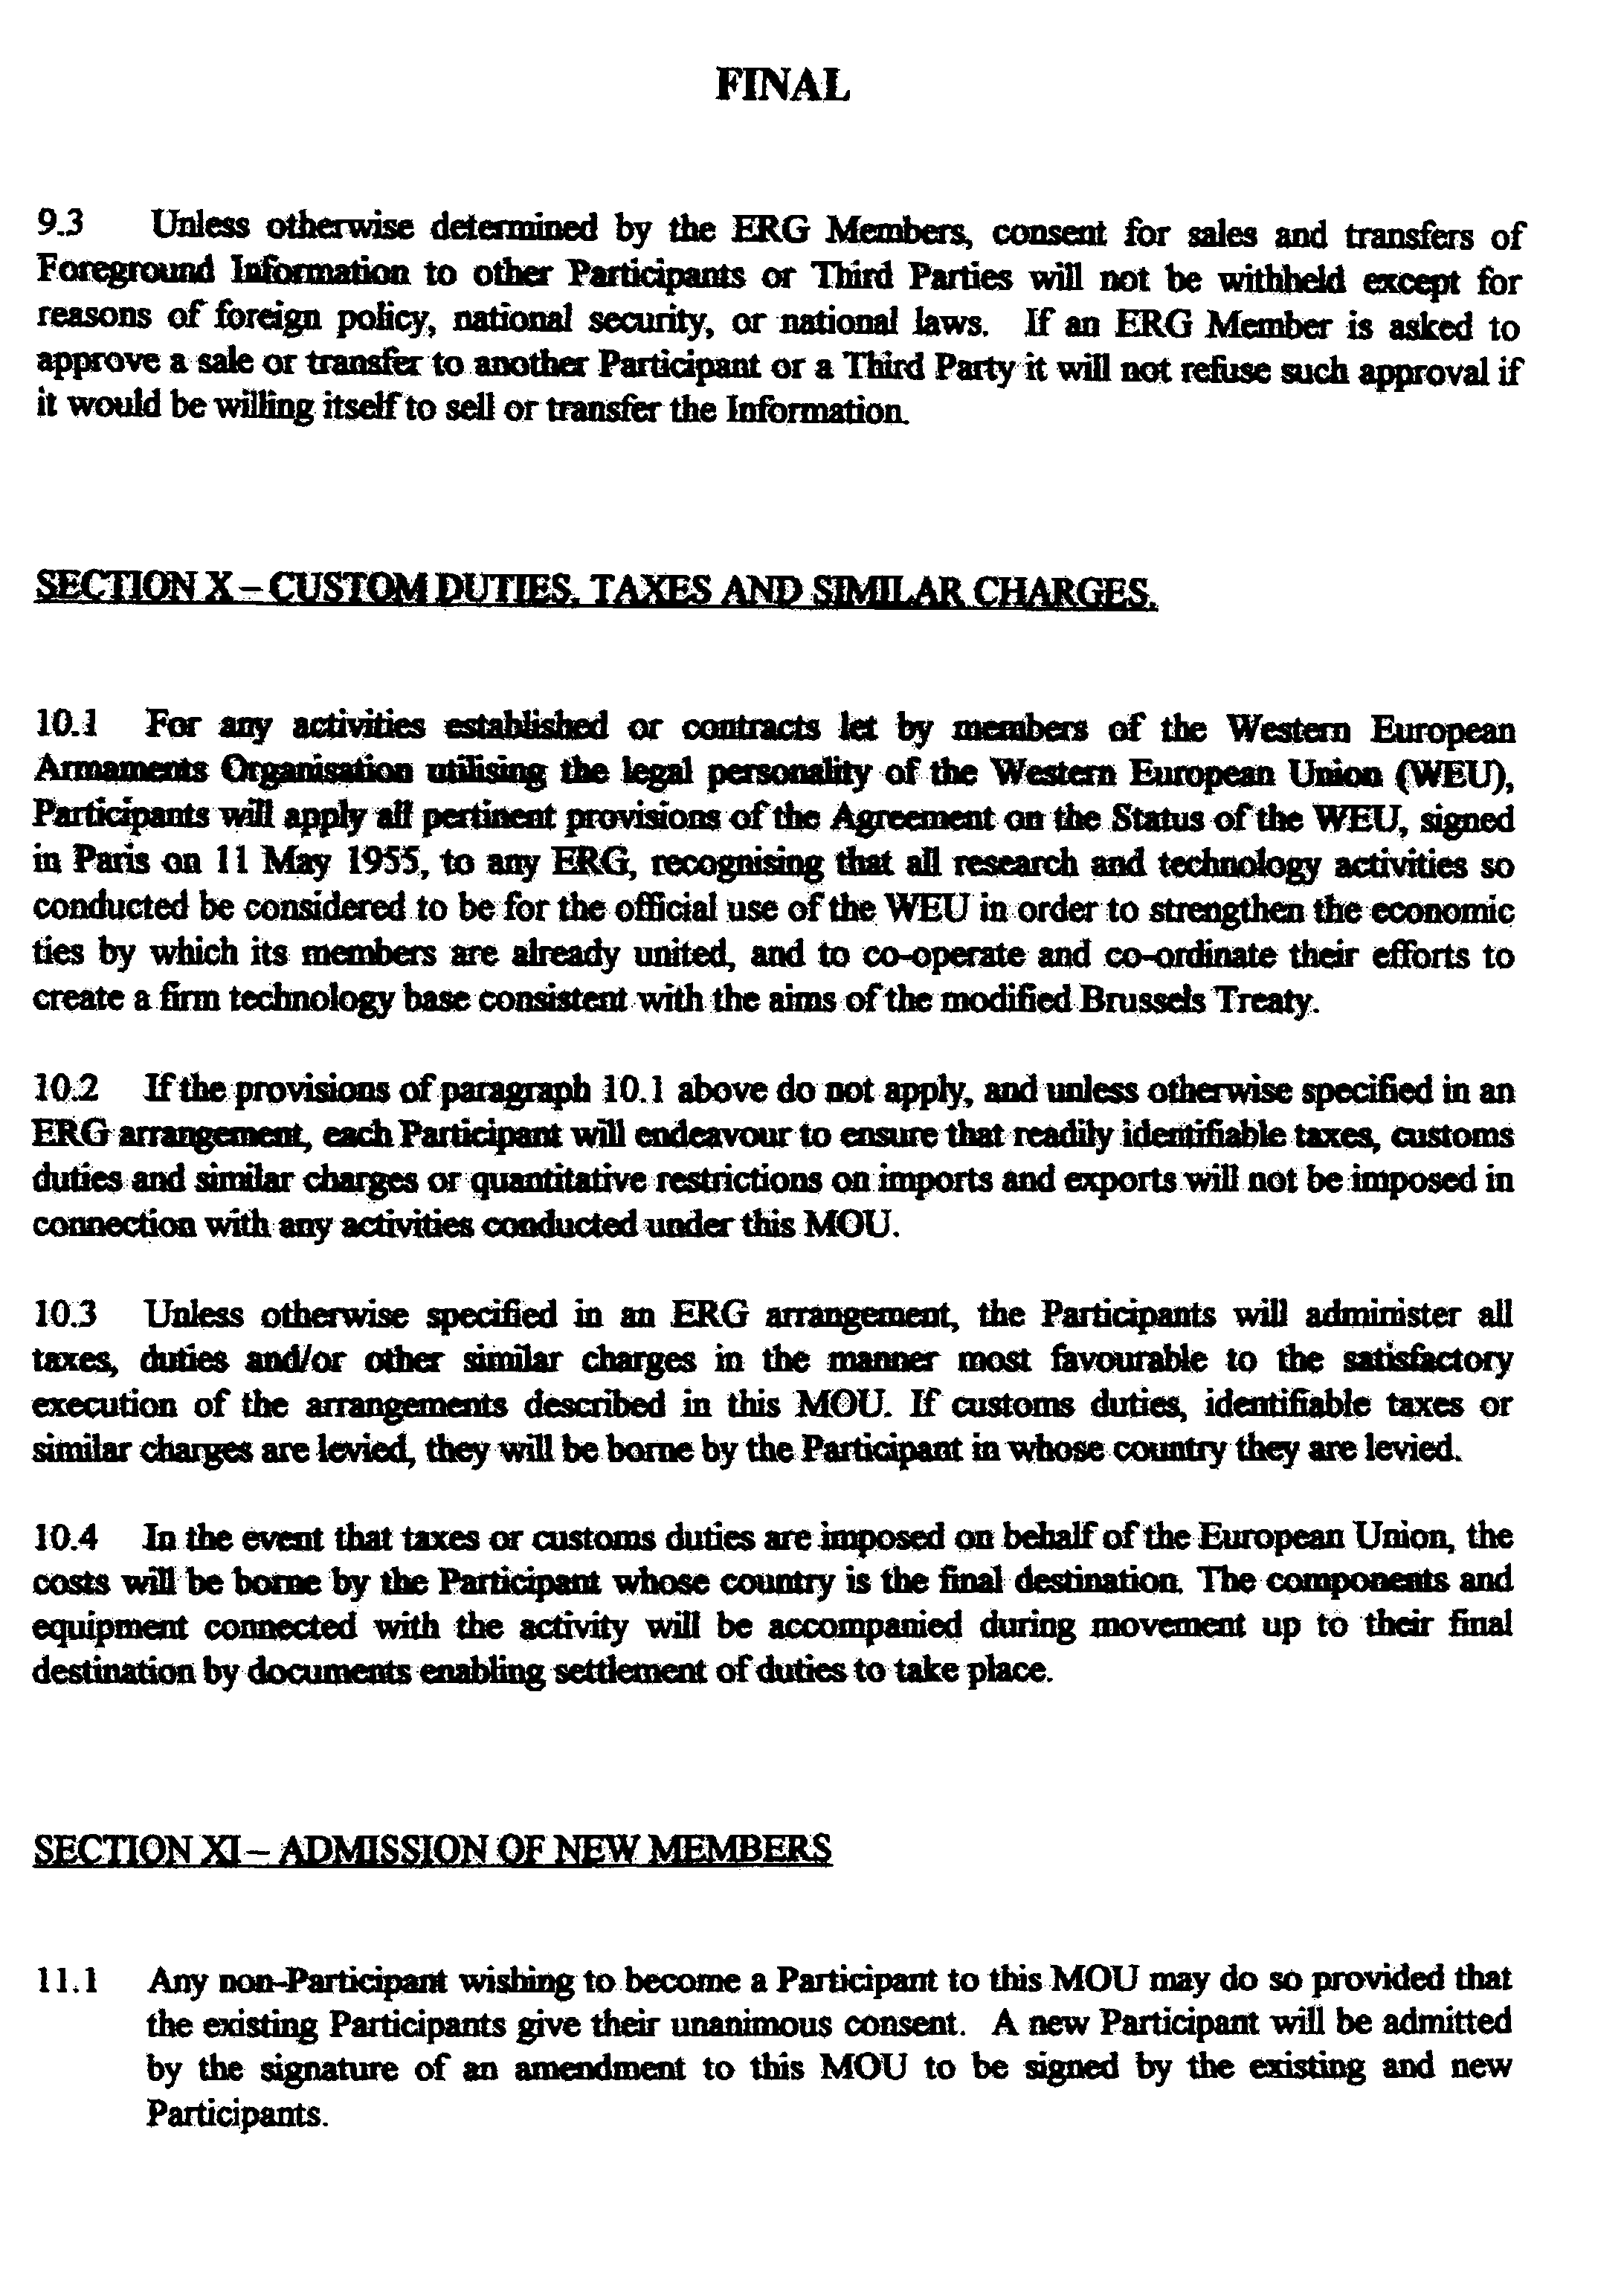 FINAL
9.3 Unless otherwise determined by the ERG Members, consent for sales and transfers of
Foreground Information to other Participants or Third Parties will not be withheld except for
reasons of foreign policy, national security, or national laws. If an ERG Member is asked to
approve a sale or transfer to another Participant or a Third Party it will not refuse such approval if
it would be willing itself to sell or transfer the Information.
SECTION X – CUSTOM DUTIES, TAXES AND SIMILAR CHARGES.
10.1 For any activities established or contracts let by members of the Western European
Armaments Organisation utilising the legal personality of the Western European Union (WEU),
Participants will apply all pertinent provisions of the Agreement on the Status of the WEU, signed
in Paris on 11 May 1955, to any ERG, recognising that all research and technology activities so
conducted be considered to be for the official use of the WEU in order to strengthen the economic
ties by which its members are already united, and to co-operate and co-ordinate their efforts to
create a firm technology base consistent with the aims of the modified Brussels Treaty.
10.2 If the provisions of paragraph 10.1 above do not apply, and unless otherwise specified in an
ERG arrangement, each Participant will endeavour to ensure that readily identifiable taxes, customs
duties and similar charges or quantitative restrictions on imports and exports will not be imposed in
connection with any activities conducted under this MOU.
10.3 Unless otherwise specified in an ERG arrangement, the Participants will administer all
taxes, duties and/or other similar charges in the manner most favourable to the satisfactory
execution of the arrangements described in this MOU. If customs duties, identifiable taxes or
similar charges are levied, they will be borne by the Participant in whose country they are levied.
10.4 In the event that taxes or customs duties are imposed on behalf of the European Union, the
costs will be borne by the Participant whose country is the final destination. The components and
equipment connected with the activity will be accompanied during movement up to their final
destination by documents enabling settlement of duties to take place.
SECTION XI – ADMISSION OF NEW MEMBERS
11.1 Any non-Participant wishing to become a Participant to this MOU may do so provided that
the existing Participants give their unanimous consent. A new Participant will be admitted
by the signature of an amendment to this MOU to be signed by the existing and new
Participants.